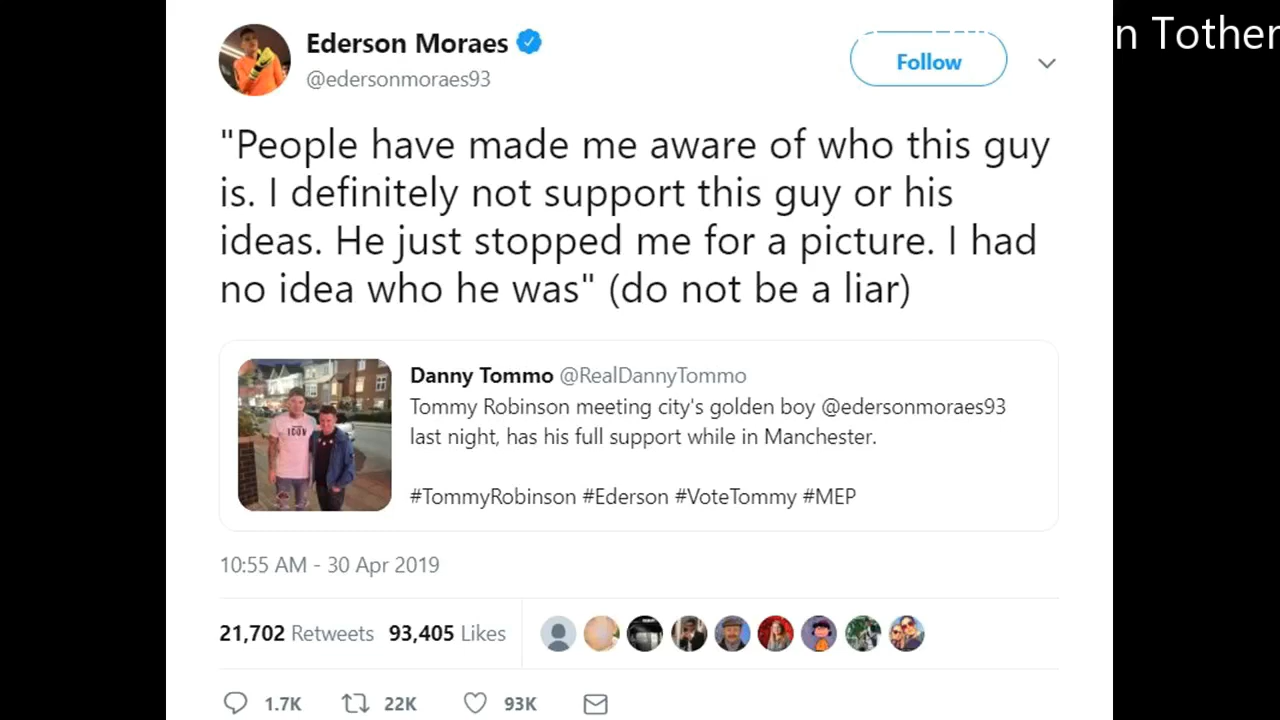 Ederson Moraes
@edersonmoraes93
Follow
n Tother
"People have made me aware of who this guy
is. I definitely not support this guy or his
ideas. He just stopped me for a picture. I had
no idea who he was" (do not be a liar)
Danny Tommo @RealDannyTommo
Tommy Robinson meeting city's golden boy @edersonmoraes93
last night, has his full support while in Manchester.
#TommyRobinson #Ederson #VoteTommy #MEP
ICON
10:55 AM - 30 Apr 2019
21,702 Retweets 93,405 Likes
1.7K 22K 93K